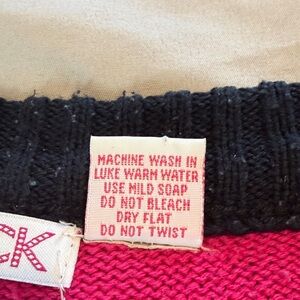 MACHINE WASH IN
LUKE WARM WATER
USE MILD SOAP
DO NOT BLEACH
DRY FLAT
DO NOT TWIST
CK